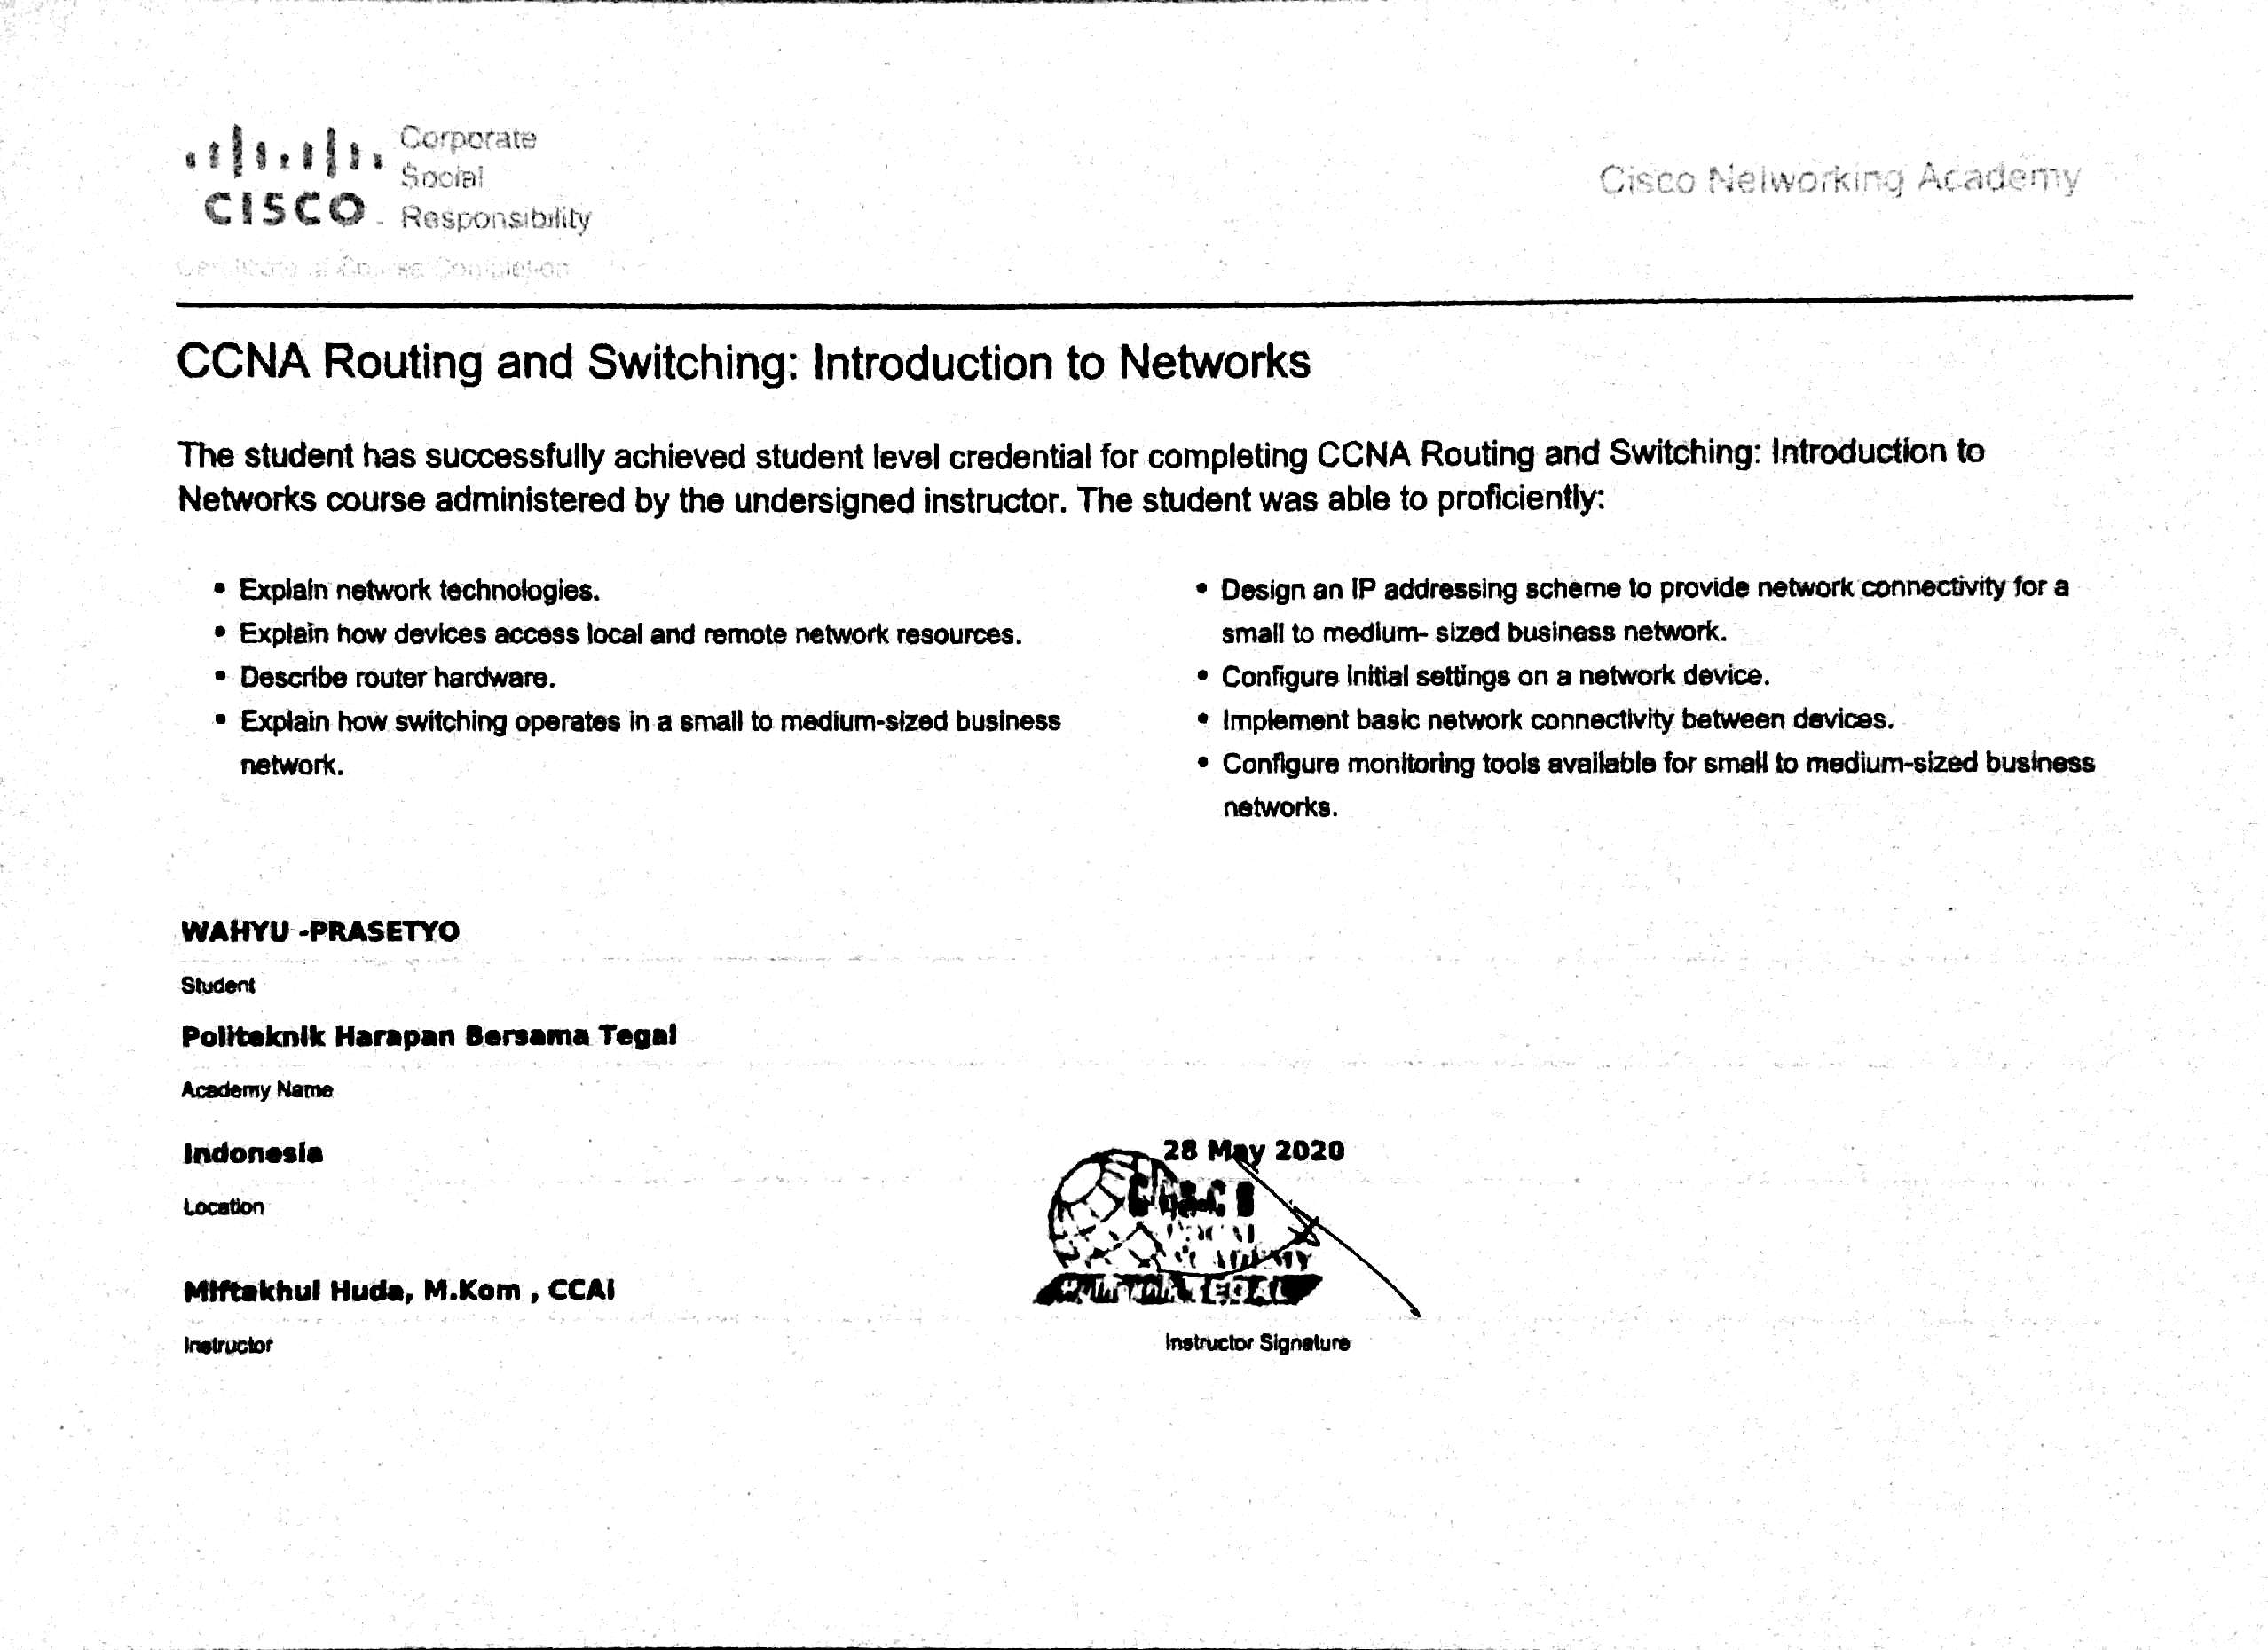 Corporate
Social
CISCO Responsibility
Cisco Networking Academy
Certificate of Course Completion
CCNA Routing and Switching: Introduction to Networks
The student has successfully achieved student level credential for completing CCNA Routing and Switching: Introduction to
Networks course administered by the undersigned instructor. The student was able to proficiently:
• Explain network technologies.
• Explain how devices access local and remote network resources.
• Describe router hardware.
• Explain how switching operates in a small to medium-sized business
network.
• Design an IP addressing scheme to provide network connectivity for a
small to medium- sized business network.
• Configure initial settings on a network device.
• Implement basic network connectivity between devices.
• Configure monitoring tools available for small to medium-sized business
networks.
WAHYU -PRASETYO
Student
Politeknik Harapan Bersama Tegal
Academy Name
Indonesia
Location
28 May 2020
CISCO
TEGAL
Miftakhul Huda, M.Kom , CCAI
Instructor
Instructor Signature